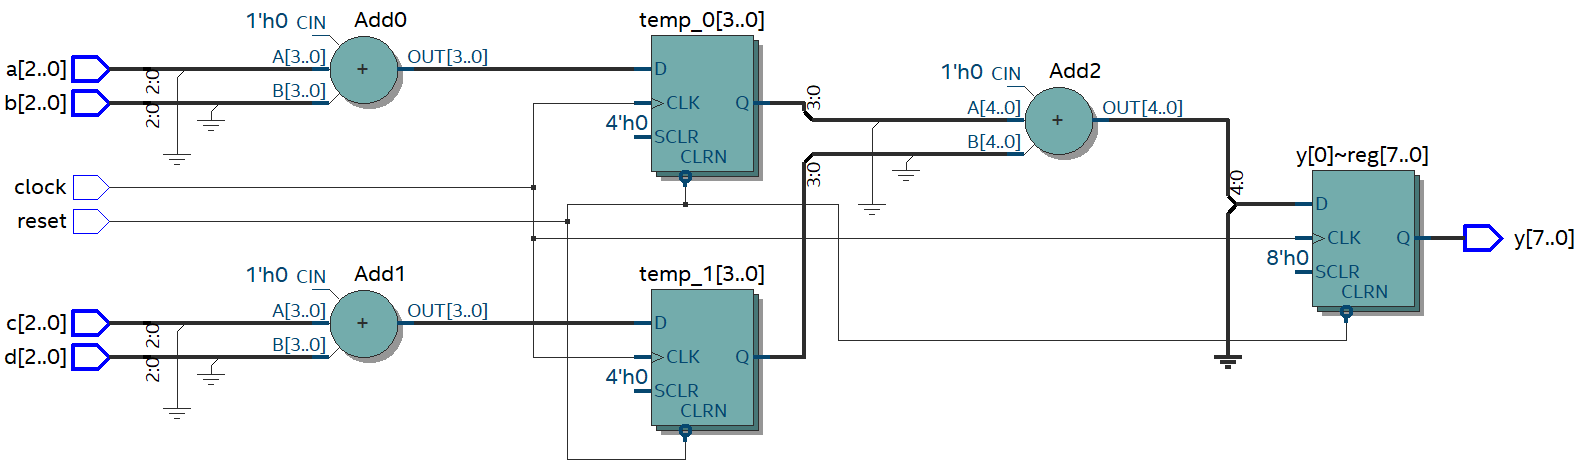 1'h0 CIN Add0
a[2..0] 2:0 A[3..0] + OUT[3..0]
b[2..0] 2:0 B[3..0]
temp_0[3..0]
D
CLK Q
4'h0 SCLR
CLRN
3:0
1'h0 CIN Add2
A[4..0] + OUT[4..0]
B[4..0]
3:0
clock
reset
4:0
y[0]~reg[7..0]
D
CLK Q
8'h0 SCLR
CLRN
y[7..0]
1'h0 CIN Add1
c[2..0] 2:0 A[3..0] + OUT[3..0]
d[2..0] 2:0 B[3..0]
temp_1[3..0]
D
CLK Q
4'h0 SCLR
CLRN